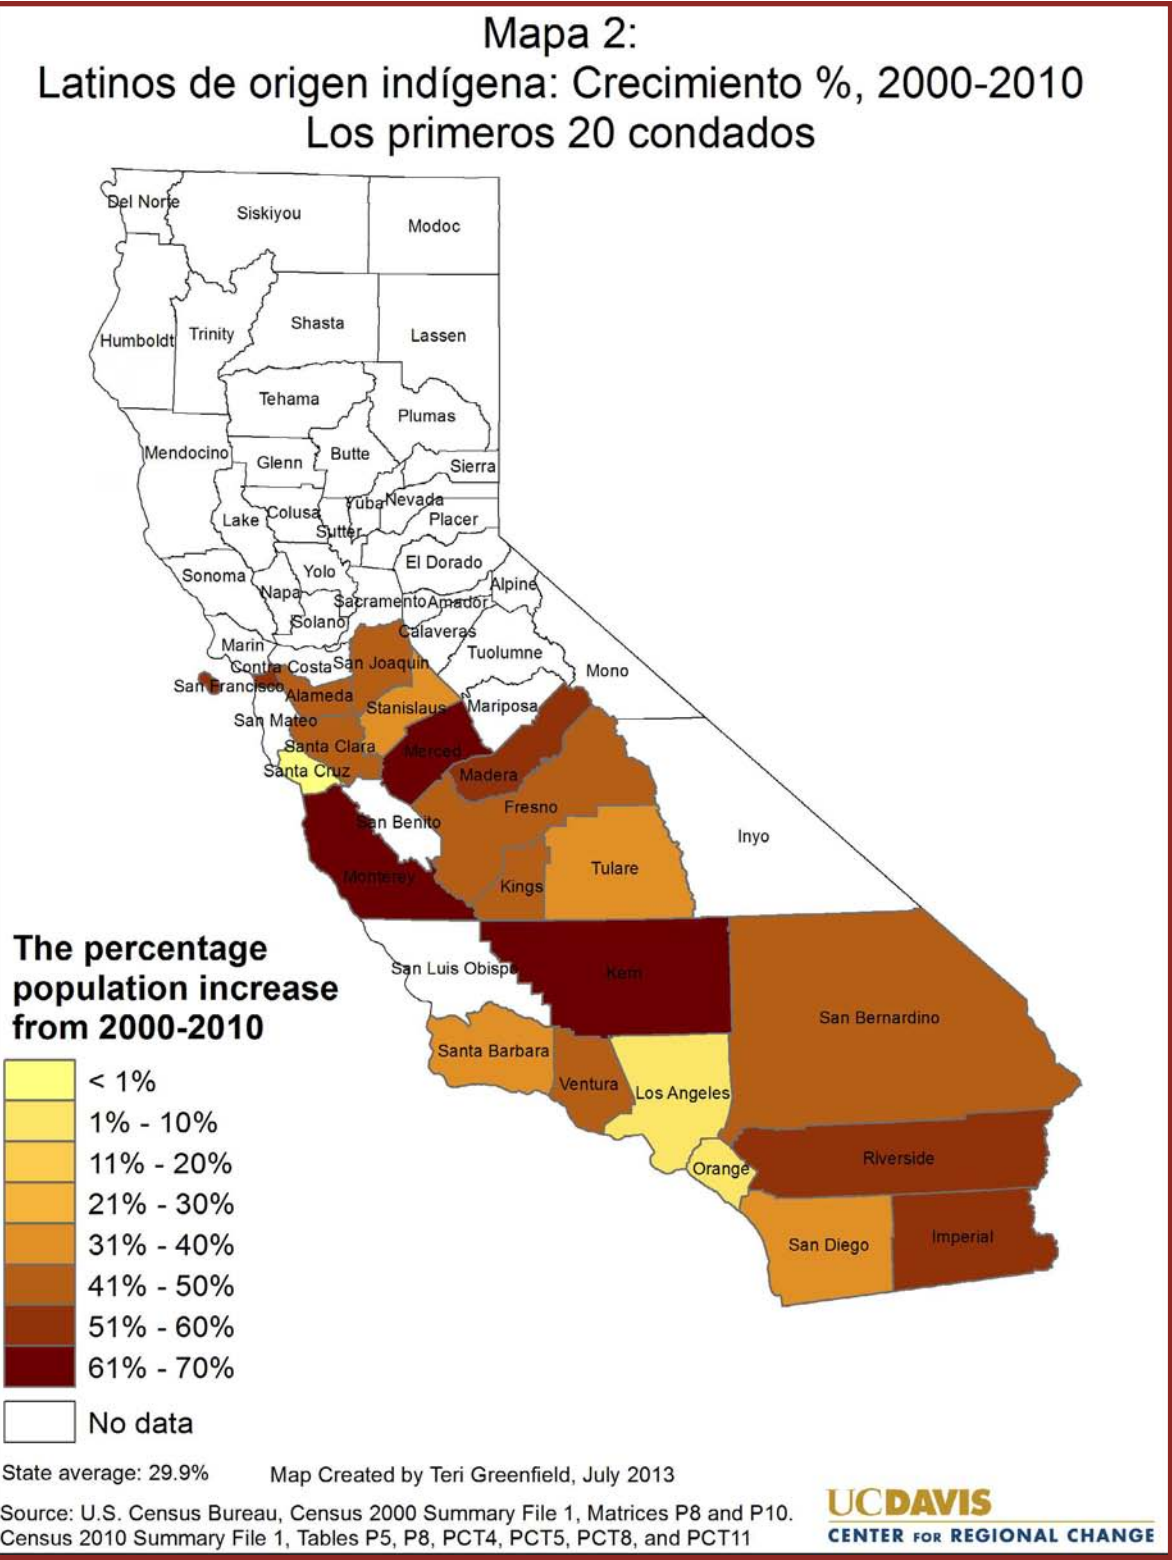 Mapa 2:
Latinos de origen indígena: Crecimiento %, 2000-2010
Los primeros 20 condados
Del Norte
Siskiyou
Modoc
Humboldt
Trinity
Shasta
Lassen
Tehama
Plumas
Mendocino
Glenn
Butte
Sierra
Lake
Colusa
Sutter
Yuba
Nevada
Placer
Sonoma
Napa
Yolo
El Dorado
Alpine
Solano
Sacramento
Amador
Calaveras
Marin
Contra Costa
San Joaquin
Tuolumne
Mono
San Francisco
Alameda
Stanislaus
Mariposa
San Mateo
Santa Clara
Merced
Santa Cruz
Madera
San Benito
Fresno
Inyo
Monterey
Kings
Tulare
San Luis Obispo
Kern
San Bernardino
Santa Barbara
Ventura
Los Angeles
Orange
Riverside
San Diego
Imperial
The percentage
population increase
from 2000-2010
< 1%
1% - 10%
11% - 20%
21% - 30%
31% - 40%
41% - 50%
51% - 60%
61% - 70%
No data
State average: 29.9%
Map Created by Teri Greenfield, July 2013
Source: U.S. Census Bureau, Census 2000 Summary File 1, Matrices P8 and P10.
Census 2010 Summary File 1, Tables P5, P8, PCT4, PCT5, PCT8, and PCT11
UCDAVIS
CENTER FOR REGIONAL CHANGE